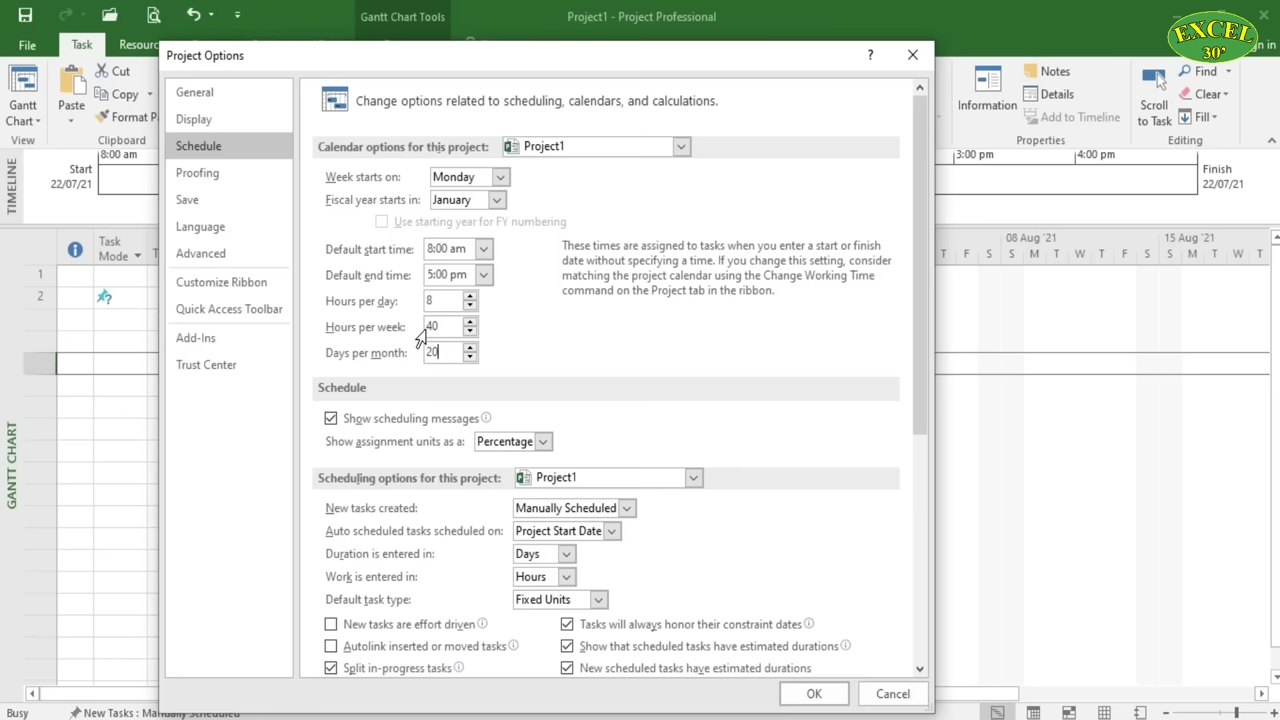 Gantt Chart Tools
Project1 - Project Professional
EXCEL
30°
File
Task
Resourc
n in
Gantt
Chart
View
Paste
Cut
Copy
Format P
Clipboard
Information
Notes
Details
Add to Timeline
Properties
Scroll
to Task
Find
Clear
Fill
Editing
TIMELINE
Start
22/07/21
8:00 am
3:00 pm
4:00 pm
Finish
22/07/21
Task
Mode
T
1
2
GANTT CHART
08 Aug '21
15 Aug '21
T F S S M T W T F S S M T W T
Project Options
?
General
Display
Schedule
Proofing
Save
Language
Advanced
Customize Ribbon
Quick Access Toolbar
Add-Ins
Trust Center
Change options related to scheduling, calendars, and calculations.
Calendar options for this project: Project1
Week starts on: Monday
Fiscal year starts in: January
Use starting year for FY numbering
Default start time: 8:00 am
Default end time: 5:00 pm
Hours per day: 8
Hours per week: 40
Days per month: 20
These times are assigned to tasks when you enter a start or finish
date without specifying a time. If you change this setting, consider
matching the project calendar using the Change Working Time
command on the Project tab in the ribbon.
Schedule
Show scheduling messages
Show assignment units as a: Percentage
Scheduling options for this project: Project1
New tasks created: Manually Scheduled
Auto scheduled tasks scheduled on: Project Start Date
Duration is entered in: Days
Work is entered in: Hours
Default task type: Fixed Units
New tasks are effort driven
Tasks will always honor their constraint dates
Autolink inserted or moved tasks
Show that scheduled tasks have estimated durations
Split in-progress tasks
New scheduled tasks have estimated durations
OK
Cancel
Busy
New Tasks : Manually Scheduled